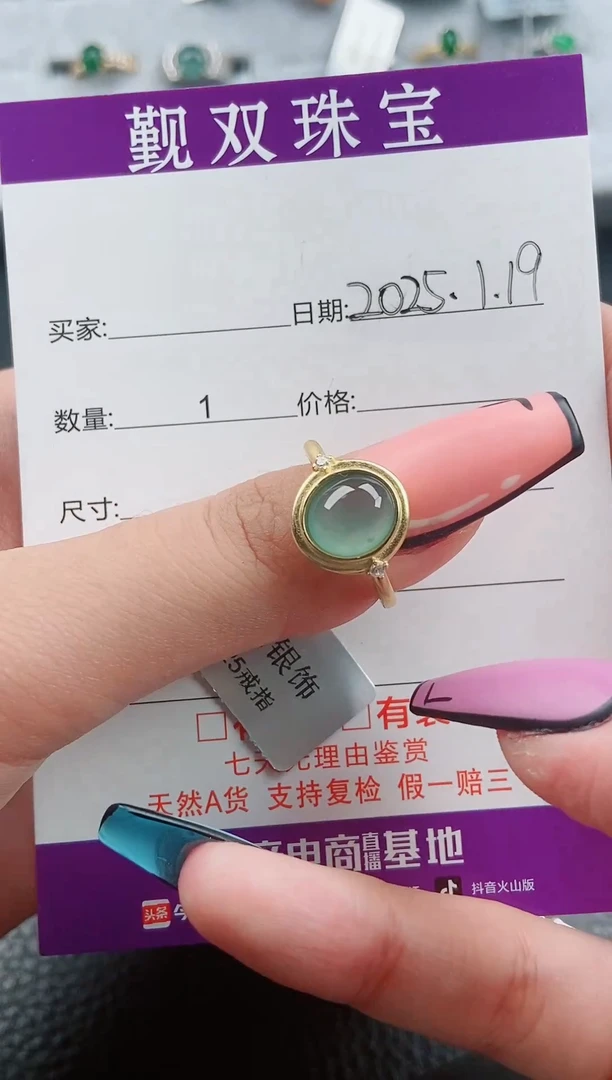 觐双珠宝
买家: 日期: 2025.1.19
数量: 1 价格:
尺寸:
银饰
.5戒指
□ □有装
七天 理由鉴赏
天然A货 支持复检 假一赔三
电商直播基地
头条 抖音火山版